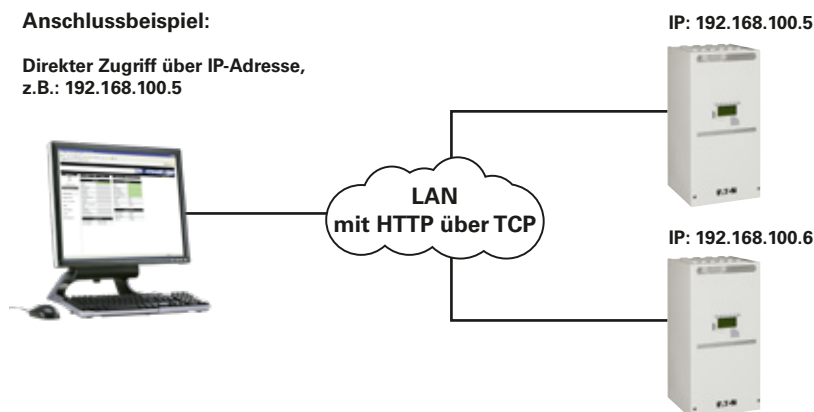 Anschlussbeispiel:
Direkter Zugriff über IP-Adresse,
z.B.: 192.168.100.5
IP: 192.168.100.5
LAN
mit HTTP über TCP
IP: 192.168.100.6
E.T.N
E.T.N